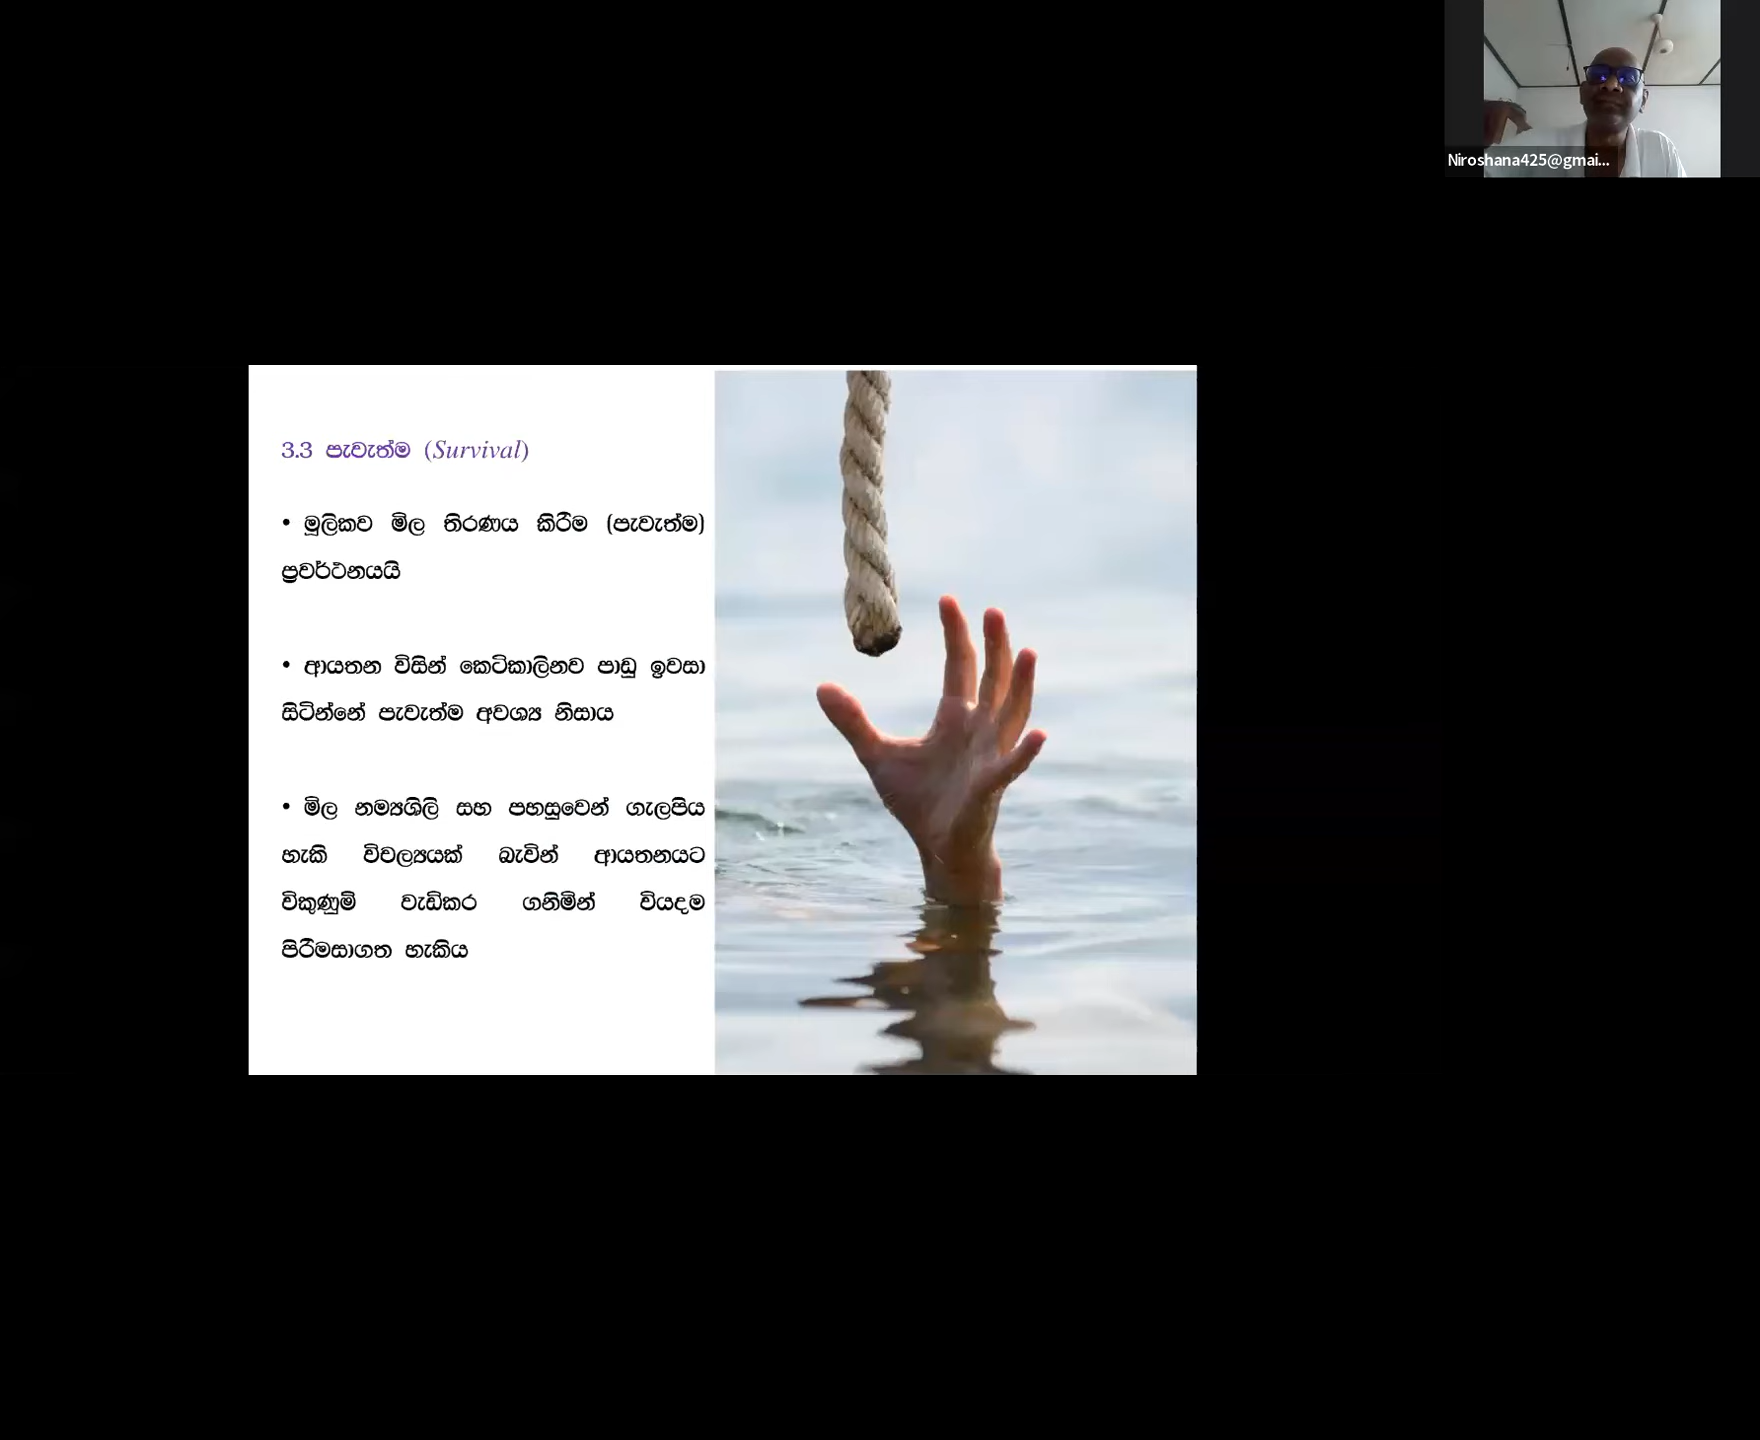 Niroshana425@gmai...
3.3 පැවැත්ම (Survival)
• මූලිකව මිල තිරණය කිරීම (පැවැත්ම)
ප්‍රවර්ථනයයි
• ආයතන විසින් කෙටිකාලිනව පාඩු ඉවසා
සිටින්නේ පැවැත්ම අවශ්‍ය නිසාය
• මිල නම්‍යශිලි සහ පහසුවෙන් ගැලපිය
හැකි විචල්‍යයක් බැවින් ආයතනයට
විකුණුම් වැඩිකර ගනිමින් වියදම
පිරිමසාගත හැකිය